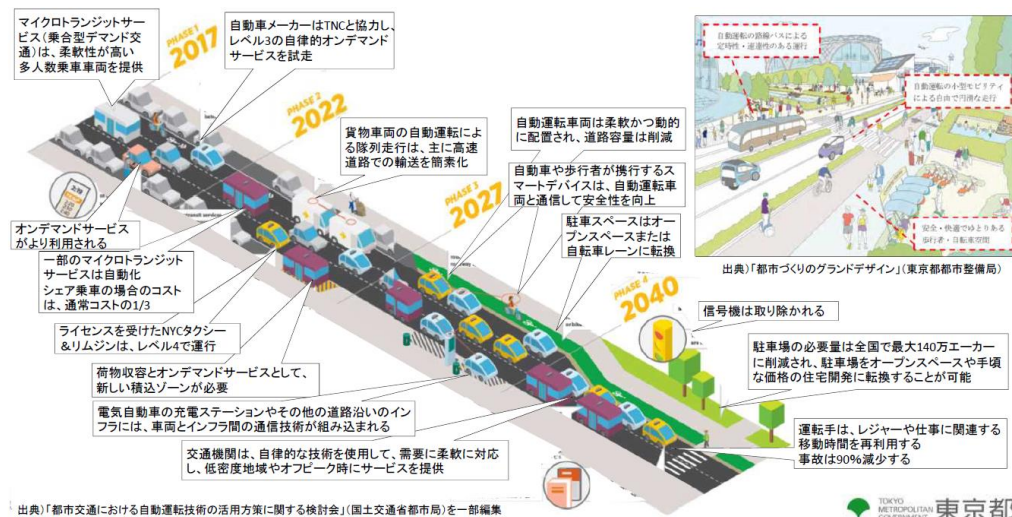 マイクロトランジットサー
ビス（乗合型デマンド交
通）は、柔軟性が高い
多人数乗車車両を提供
自動車メーカーはTNCと協力し、
レベル3の自律的オンデマンド
サービスを試走
PHASE 1
2017
PHASE 2
2022
貨物車両の自動運転によ
る隊列走行は、主に高速
道路での輸送を簡素化
PHASE 3
2027
自動運転車両は柔軟かつ動的
に配置され、道路容量は削減
自動車や歩行者が携行するス
マートデバイスは、自動運転車
両と通信して安全性を向上
駐車スペースはオー
プンスペースまたは
自転車レーンに転換
オンデマンドサービス
がより利用される
一部のマイクロトランジット
サービスは自動化
シェア乗車の場合のコスト
は、通常コストの1/3
ライセンスを受けたNYCタクシー
＆リムジンは、レベル4で運行
荷物収容とオンデマンドサービスとして、
新しい積込ゾーンが必要
電気自動車の充電ステーションやその他の道路沿いのイン
フラには、車両とインフラ間の通信技術が組み込まれる
交通機関は、自律的な技術を使用して、需要に柔軟に対応
し、低密度地域やオフピーク時にサービスを提供
PHASE 4
2040
信号機は取り除かれる
駐車場の必要量は全国で最大140万エーカー
に削減され、駐車場をオープンスペースや手頃
な価格の住宅開発に転換することが可能
運転手は、レジャーや仕事に関連する
移動時間を再利用する
事故は90%減少する
自動運転の路線バスによる
定時性・速達性のある運行
自動運転の小型モビリティ
による自由で円滑な走行
安全・快適でゆとりある
歩行者・自転車空間
出典）「都市づくりのグランドデザイン」（東京都都市整備局）
出典）「都市交通における自動運転技術の活用方策に関する検討会」（国土交通省都市局）を一部編集
TOKYO
METROPOLITAN
GOVERNMENT
東京都